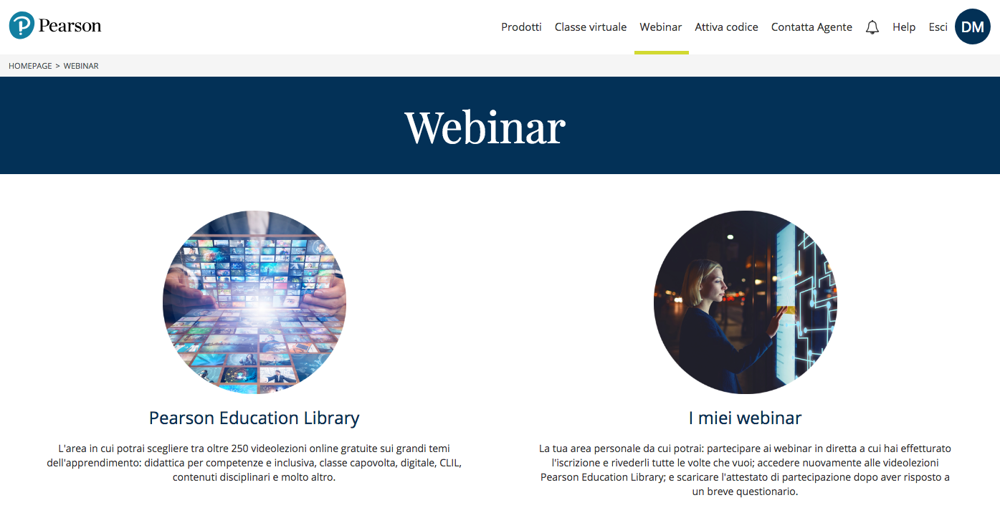 Pearson
Prodotti Classe virtuale Webinar Attiva codice Contatta Agente Help Esci DM
HOMEPAGE > WEBINAR
Webinar
Pearson Education Library
L'area in cui potrai scegliere tra oltre 250 videolezioni online gratuite sui grandi temi
dell'apprendimento: didattica per competenze e inclusiva, classe capovolta, digitale, CLIL,
contenuti disciplinari e molto altro.
I miei webinar
La tua area personale da cui potrai: partecipare ai webinar in diretta a cui hai effetturato
l'iscrizione e rivederli tutte le volte che vuoi; accedere nuovamente alle videolezioni
Pearson Education Library; e scaricare l'attestato di partecipazione dopo aver risposto a
un breve questionario.